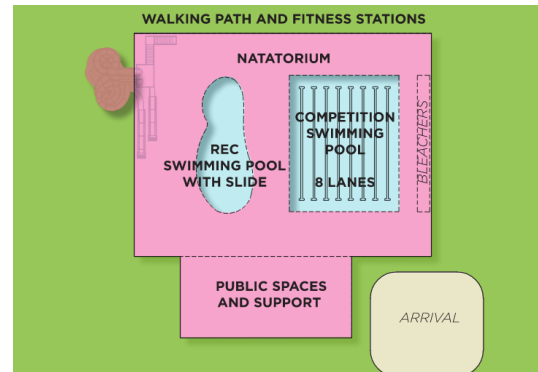 WALKING PATH AND FITNESS STATIONS
NATATORIUM
REC
SWIMMING POOL
WITH SLIDE
COMPETITION
SWIMMING
POOL
8 LANES
BLEACHERS
PUBLIC SPACES
AND SUPPORT
ARRIVAL